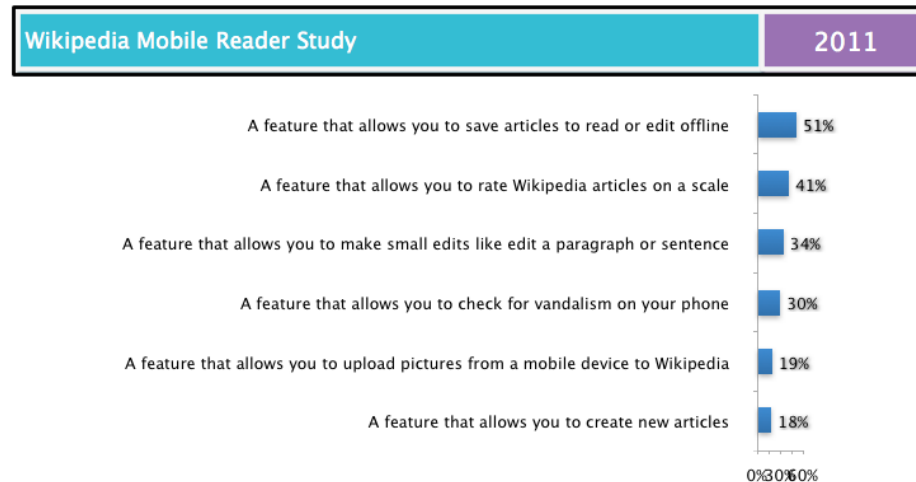 Wikipedia Mobile Reader Study
2011
A feature that allows you to save articles to read or edit offline
51%
A feature that allows you to rate Wikipedia articles on a scale
41%
A feature that allows you to make small edits like edit a paragraph or sentence
34%
A feature that allows you to check for vandalism on your phone
30%
A feature that allows you to upload pictures from a mobile device to Wikipedia
19%
A feature that allows you to create new articles
18%
0% 30% 60%